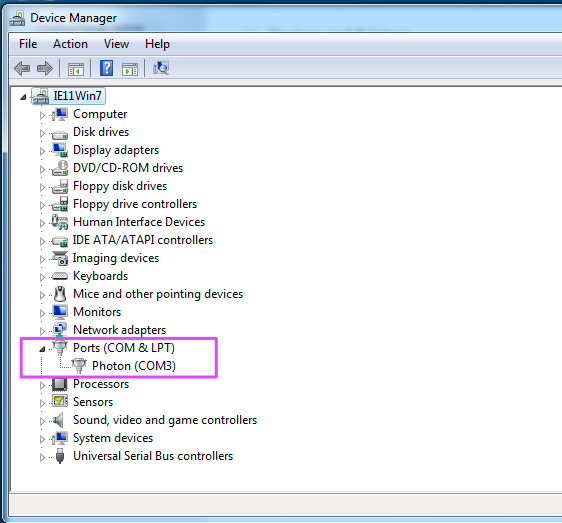 Device Manager
File Action View Help
IE11Win7
Computer
Disk drives
Display adapters
DVD/CD-ROM drives
Floppy disk drives
Floppy drive controllers
Human Interface Devices
IDE ATA/ATAPI controllers
Imaging devices
Keyboards
Mice and other pointing devices
Monitors
Network adapters
Ports (COM & LPT)
Photon (COM3)
Processors
Sensors
Sound, video and game controllers
System devices
Universal Serial Bus controllers